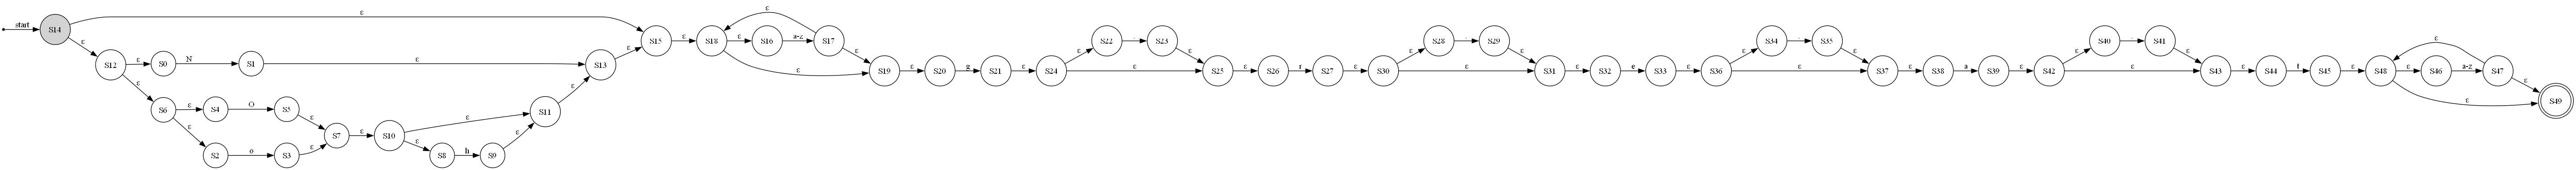 start
S14
ε
ε
S12
ε
ε
S0
N
S1
ε
S6
ε
ε
S4
O
S5
ε
S2
o
S3
ε
S7
ε
S10
ε
ε
S8
h
S9
ε
S11
ε
S13
ε
S15
ε
S18
ε
ε
ε
S16
a-z
S17
ε
S19
ε
S20
g
S21
ε
S24
ε
ε
S22
S23
ε
S25
ε
S26
r
S27
ε
S30
ε
ε
S28
S29
ε
S31
ε
S32
e
S33
ε
S36
ε
ε
S34
S35
ε
S37
ε
S38
a
S39
ε
S42
ε
ε
S40
S41
ε
S43
ε
S44
t
S45
ε
S48
ε
ε
ε
S46
a-z
S47
ε
S49